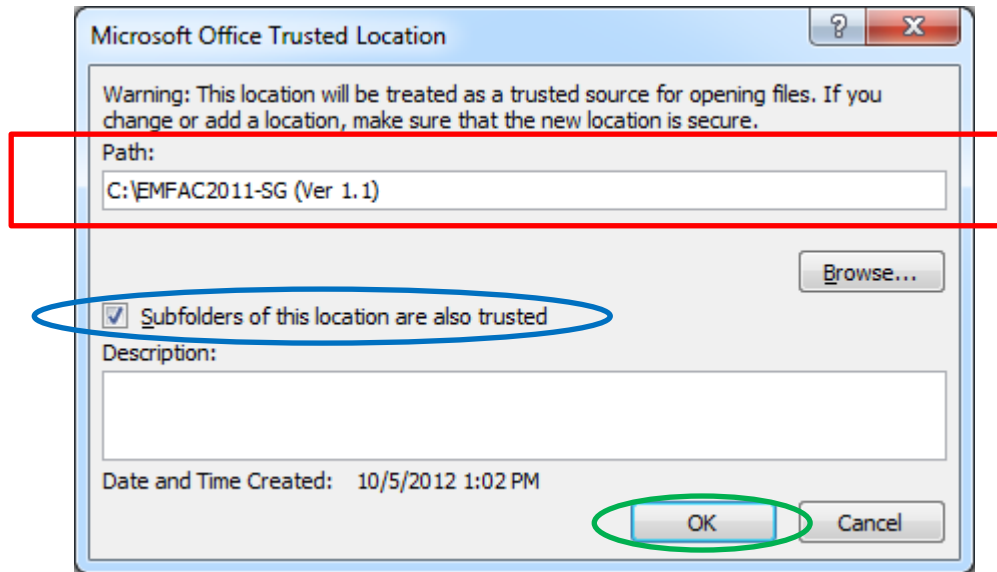 Microsoft Office Trusted Location
Warning: This location will be treated as a trusted source for opening files. If you
change or add a location, make sure that the new location is secure.
Path:
C:\EMFAC2011-SG (Ver 1.1)
Browse...
Subfolders of this location are also trusted
Description:
Date and Time Created: 10/5/2012 1:02 PM
OK Cancel